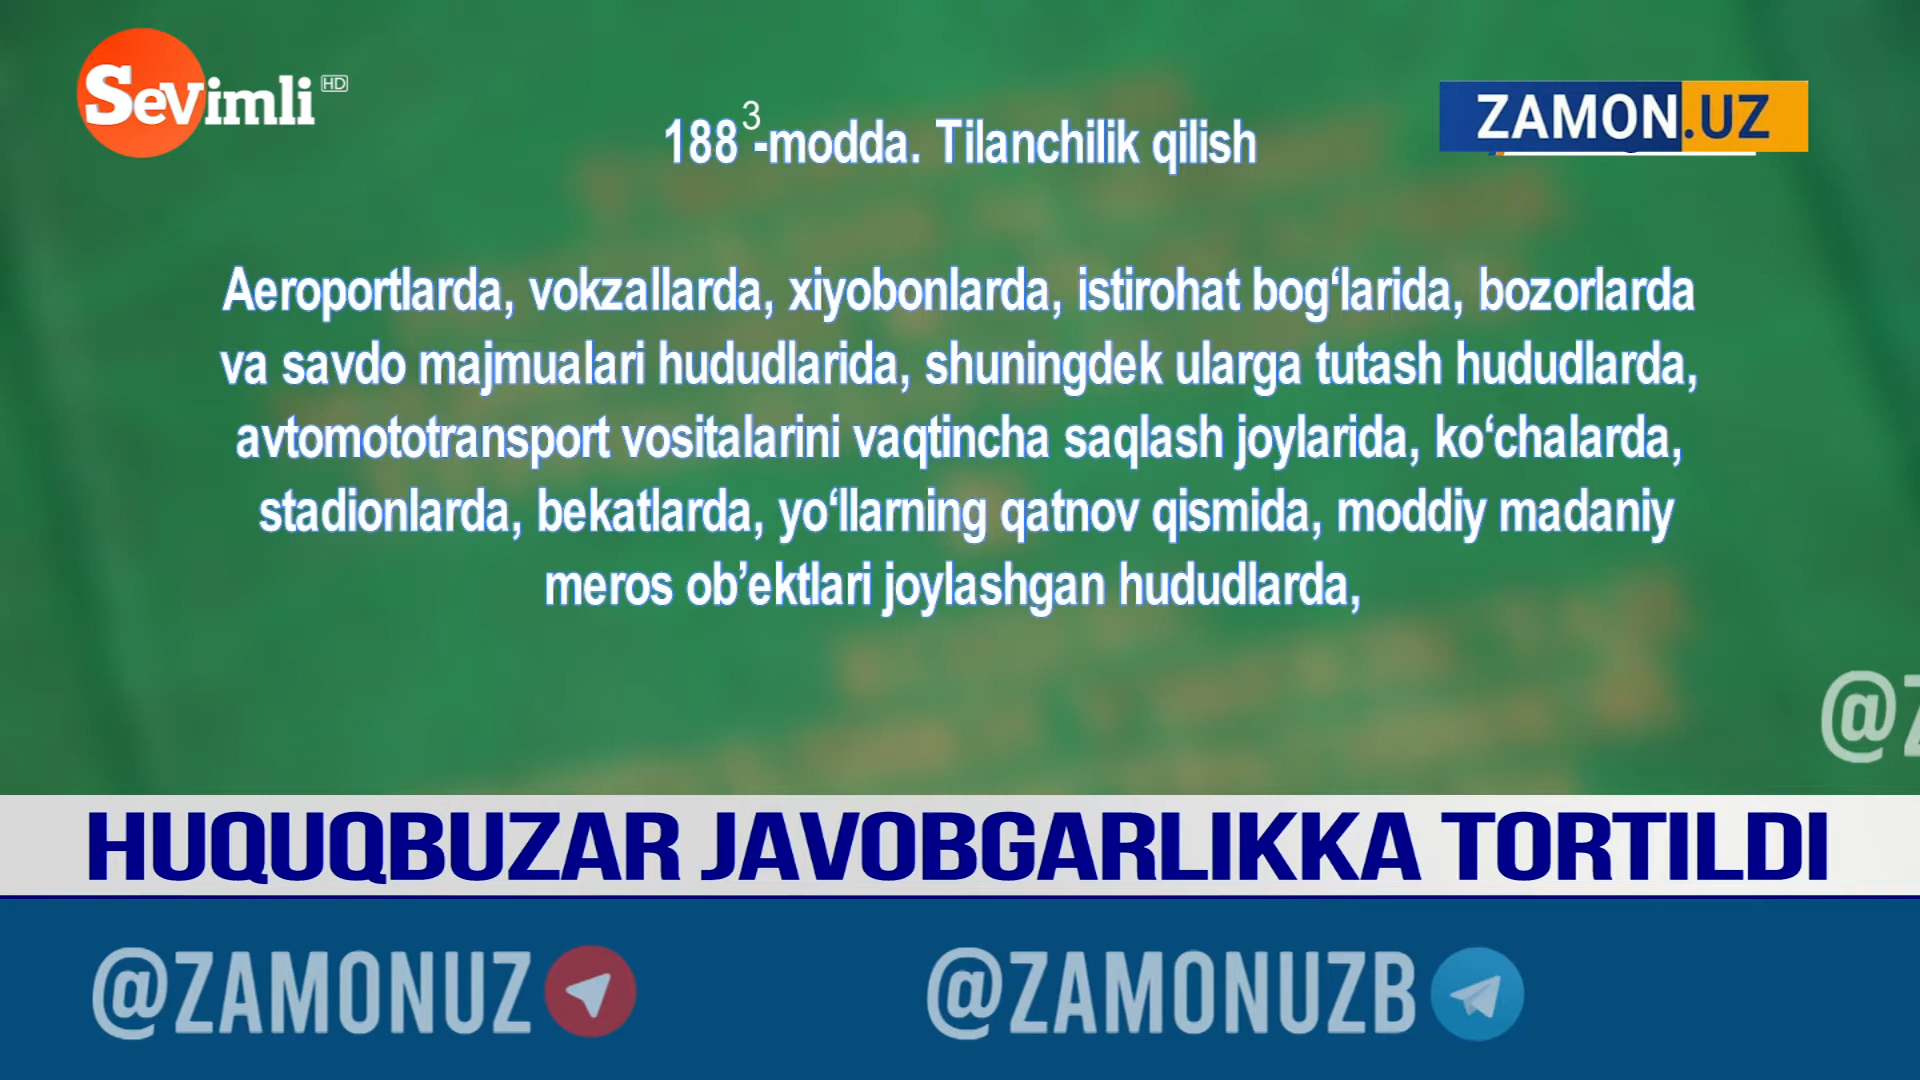 Sevimli HD
ZAMON.UZ
188³-modda. Tilanchilik qilish
Aeroportlarda, vokzallarda, xiyobonlarda, istirohat bog‘larida, bozorlarda
va savdo majmualari hududlarida, shuningdek ularga tutash hududlarda,
avtomototransport vositalarini vaqtincha saqlash joylarida, ko‘chalarda,
stadionlarda, bekatlarda, yo‘llarning qatnov qismida, moddiy madaniy
meros ob’ektlari joylashgan hududlarda,
@Z
HUQUQBUZAR JAVOBGARLIKKA TORTILDI
@ZAMONUZ
@ZAMONUZB